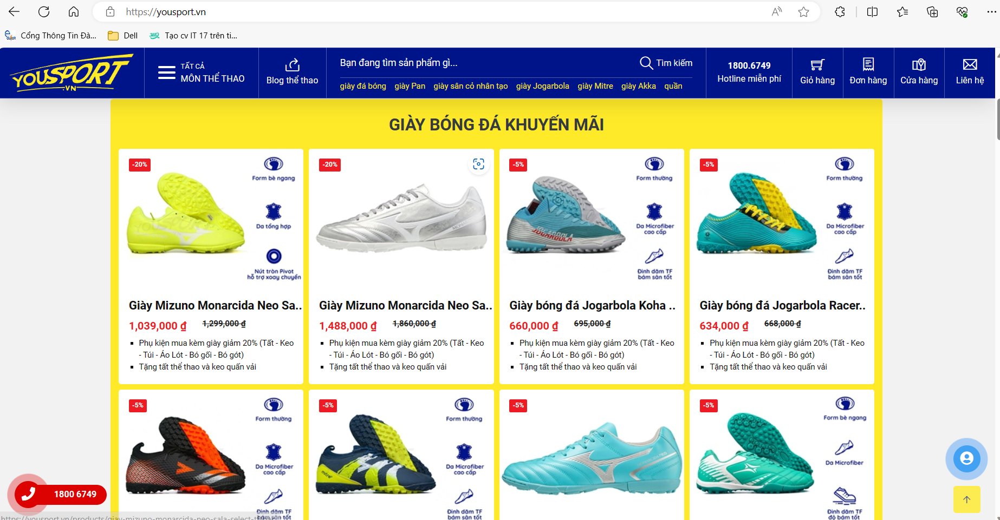 https://yousport.vn
Cổng Thông Tin Đà...
Dell
Tạo cv IT 17 trên ti...
YOUSPORT
.VN
TẤT CẢ
MÔN THỂ THAO
Blog thể thao
Bạn đang tìm sản phẩm gì...
Tìm kiếm
giày đá bóng giày Pan giày sân cỏ nhân tạo giày Jogarbola giày Mitre giày Akka quần
1800.6749
Hotline miễn phí
Giỏ hàng
Đơn hàng
Cửa hàng
Liên hệ
GIÀY BÓNG ĐÁ KHUYẾN MÃI
-20%
Form bè ngang
Da tổng hợp
Nút tròn Pivot
hỗ trợ xoay chuyển
Giày Mizuno Monarcida Neo Sa..
1,039,000 ₫ 1,299,000 ₫
Phụ kiện mua kèm giày giảm 20% (Tất - Keo
- Túi - Áo Lót - Bó gối - Bó gót)
Tặng tất thể thao và keo quấn vải
-20%
Giày Mizuno Monarcida Neo Sa..
1,488,000 ₫ 1,860,000 ₫
Phụ kiện mua kèm giày giảm 20% (Tất - Keo
- Túi - Áo Lót - Bó gối - Bó gót)
Tặng tất thể thao và keo quấn vải
-5%
Form thường
Da Microfiber
cao cấp
Đinh dăm TF
bám sân tốt
JOGARBOLA
Giày bóng đá Jogarbola Koha ..
660,000 ₫ 695,000 ₫
Phụ kiện mua kèm giày giảm 20% (Tất - Keo
- Túi - Áo Lót - Bó gối - Bó gót)
Tặng tất thể thao và keo quấn vải
-5%
Form thường
Da Microfiber
cao cấp
Đinh dăm TF
bám sân tốt
Giày bóng đá Jogarbola Racer..
634,000 ₫ 668,000 ₫
Phụ kiện mua kèm giày giảm 20% (Tất - Keo
- Túi - Áo Lót - Bó gối - Bó gót)
Tặng tất thể thao và keo quấn vải
-5%
Form thường
Da Microfiber
cao cấp
Đinh dăm TF
bám sân tốt
-5%
Form thường
Da Microfiber
cao cấp
Đinh dăm TF
bám sân tốt
mitre
-5%
-5%
Form bè ngang
Da Microfiber
Đinh dăm TF
độ bám tốt
1800 6749